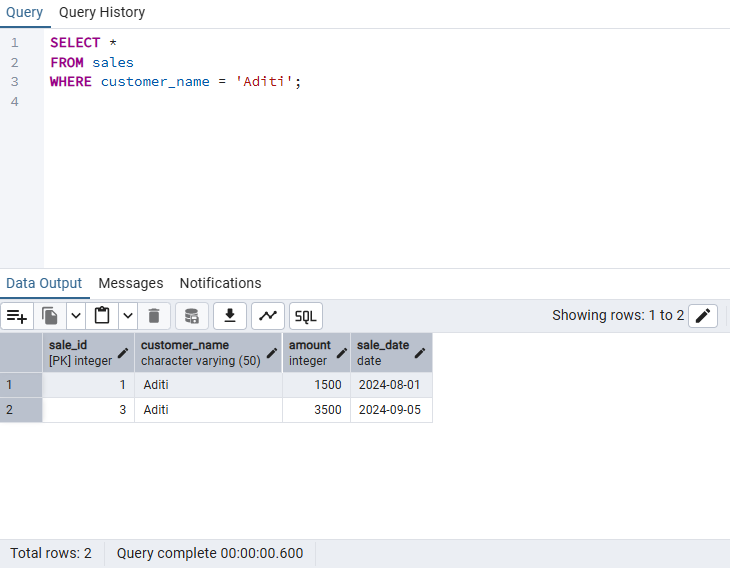 Query Query History
1 SELECT *
2 FROM sales
3 WHERE customer_name = 'Aditi';
4
Data Output Messages Notifications
SQL Showing rows: 1 to 2
sale_id customer_name amount sale_date
[PK] integer character varying (50) integer date
1 1 Aditi 1500 2024-08-01
2 3 Aditi 3500 2024-09-05
Total rows: 2 Query complete 00:00:00.600